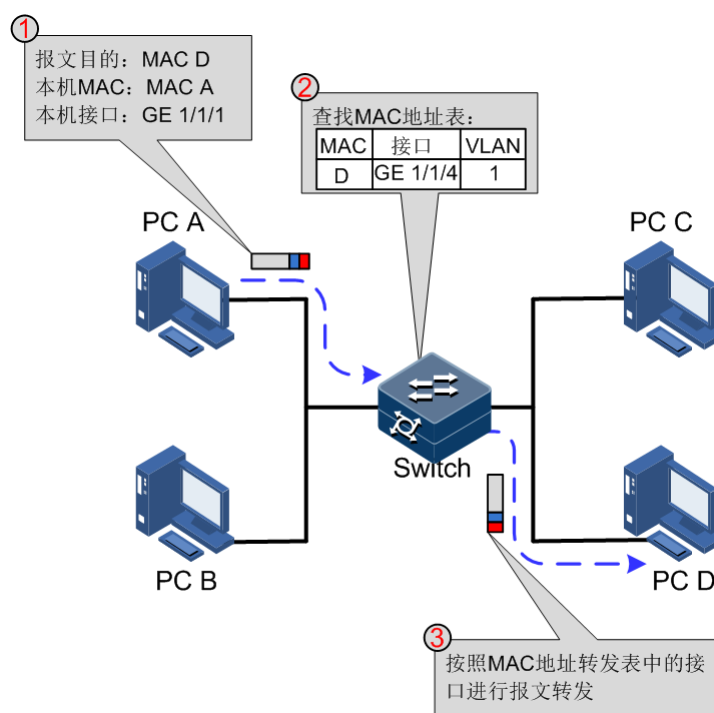 1
报文目的：MAC D
本机MAC：MAC A
本机接口：GE 1/1/1
2
查找MAC地址表：
MAC 接口 VLAN
D GE 1/1/4 1
PC A
PC C
Switch
PC B
PC D
3
按照MAC地址转发表中的接
口进行报文转发